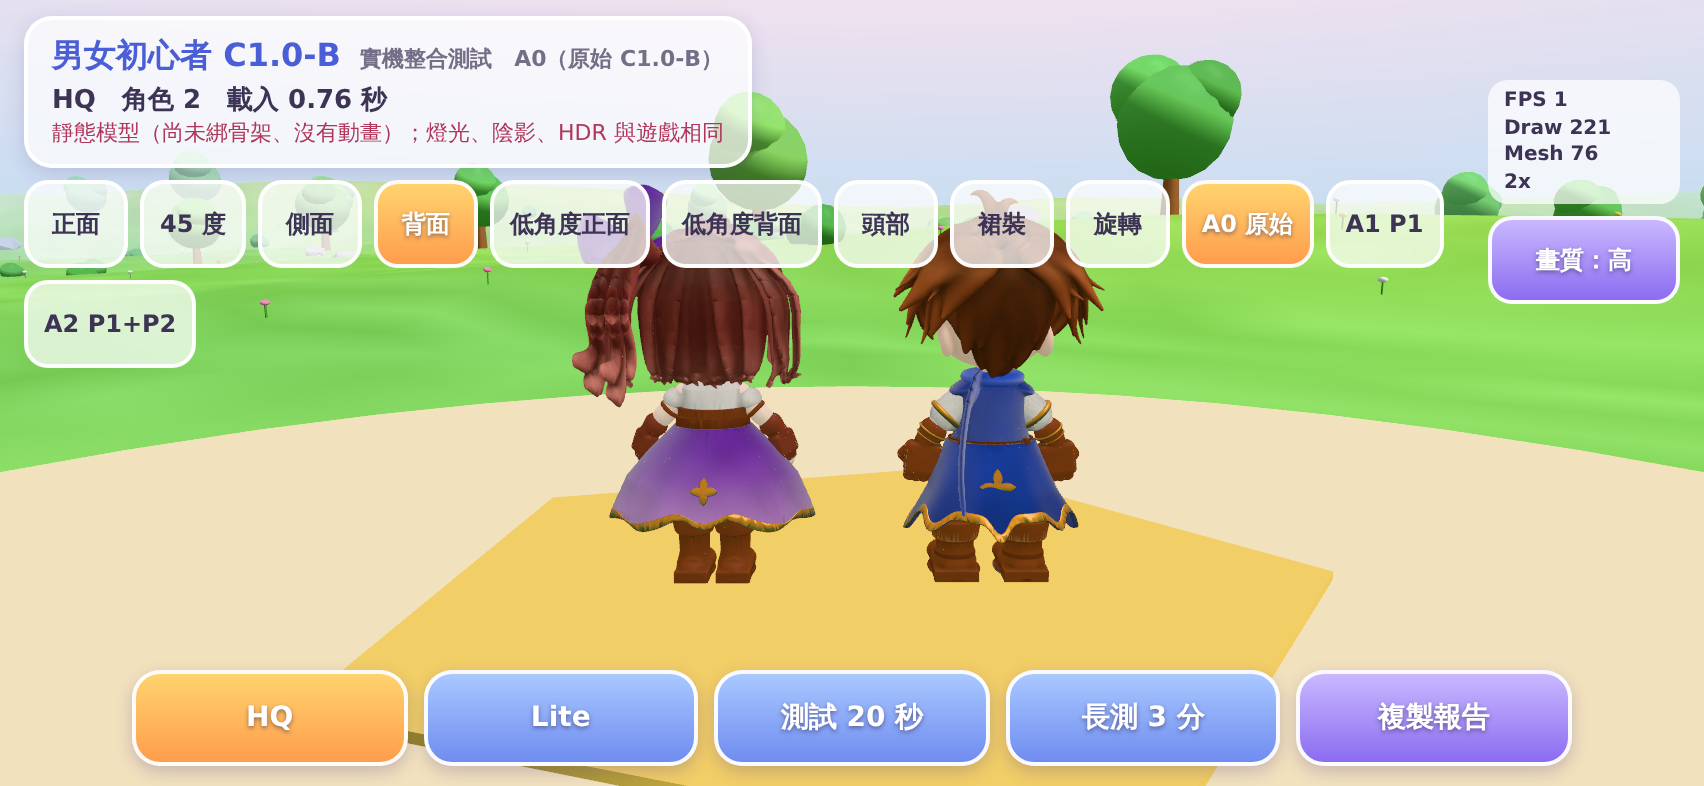 男女初心者 C1.0-B 實機整合測試 A0（原始 C1.0-B）
HQ 角色 2 載入 0.76 秒
靜態模型（尚未綁骨架、沒有動畫）；燈光、陰影、HDR 與遊戲相同
FPS 1
Draw 221
Mesh 76
2x
正面
45 度
側面
背面
低角度正面
低角度背面
頭部
裙裝
旋轉
A0 原始
A1 P1
畫質：高
A2 P1+P2
HQ
Lite
測試 20 秒
長測 3 分
複製報告